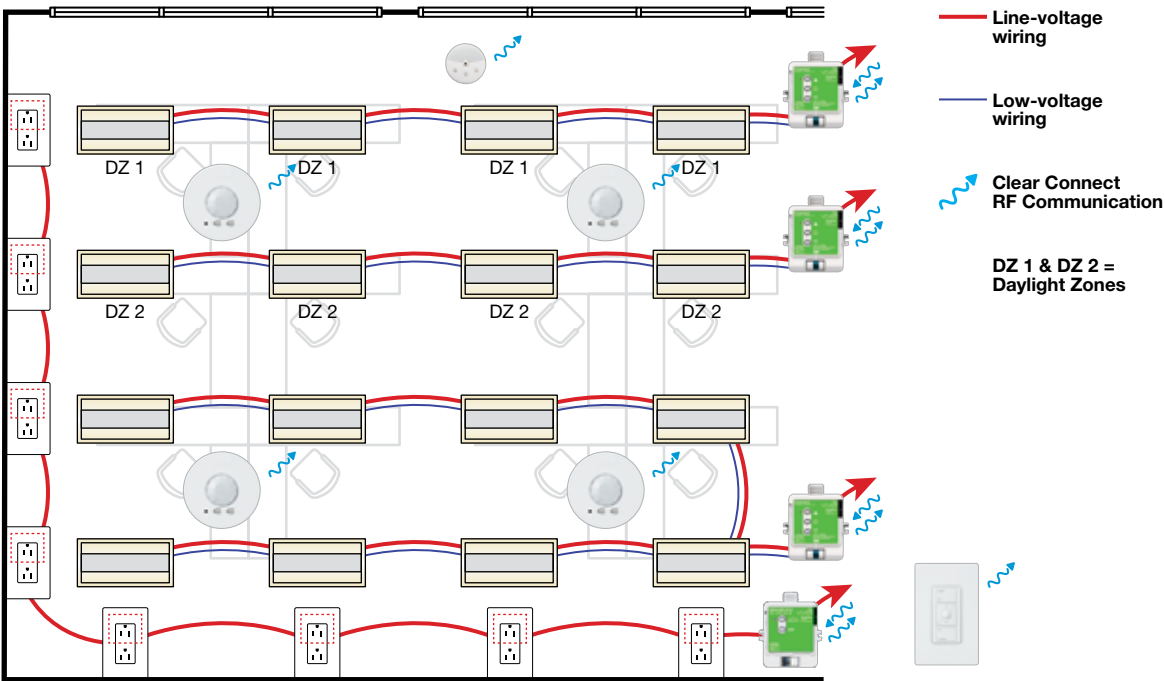 Line-voltage
wiring
Low-voltage
wiring
Clear Connect
RF Communication
DZ 1 & DZ 2 =
Daylight Zones
DZ 1
DZ 1
DZ 1
DZ 1
DZ 2
DZ 2
DZ 2
DZ 2